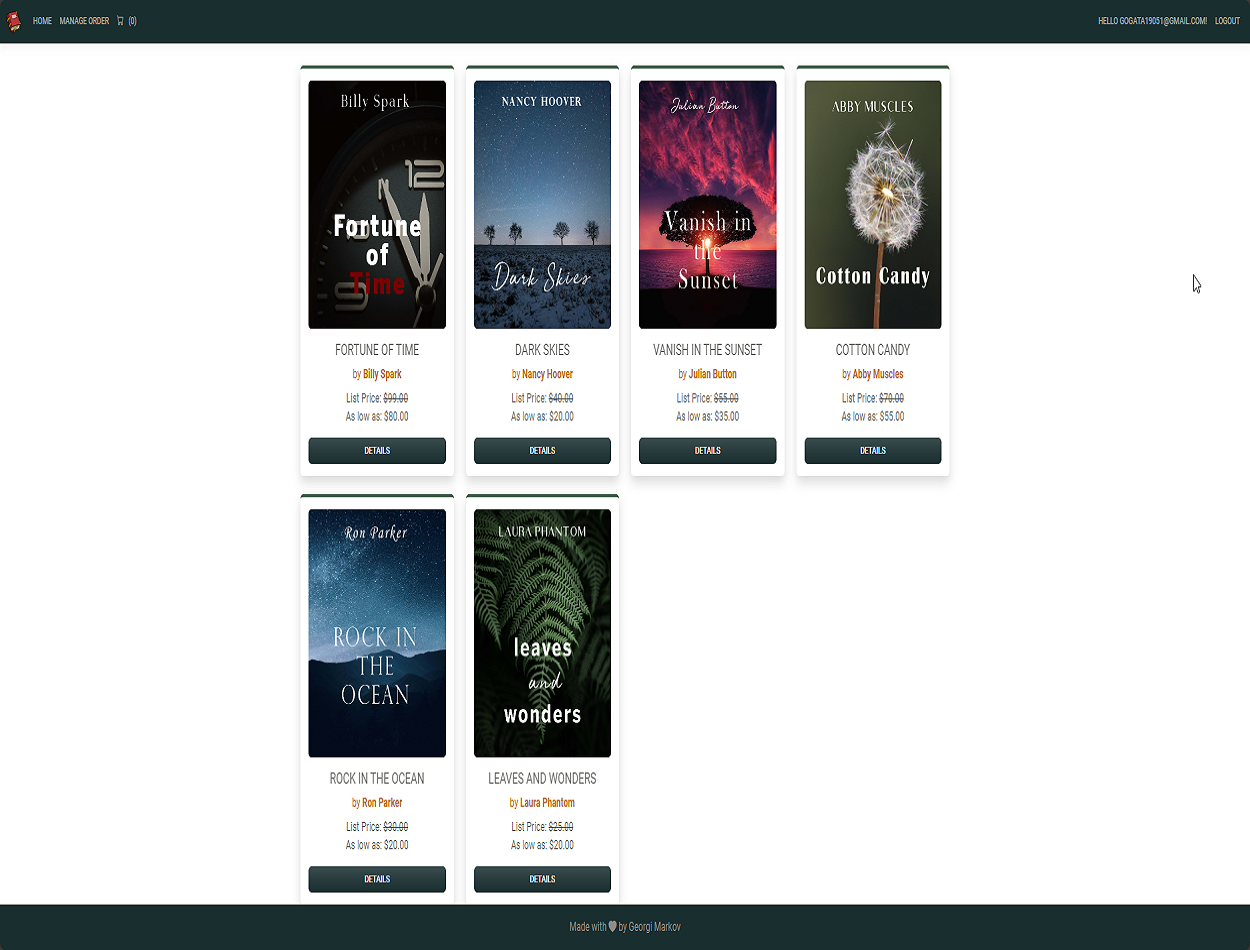 HOME MANAGE ORDER (0) HELLO GOGATA19051@GMAIL.COM! LOGOUT
Billy Spark
12
9
Fortune
of
Time
FORTUNE OF TIME
by Billy Spark
List Price: $99.00
As low as: $80.00
DETAILS
NANCY HOOVER
Dark Skies
DARK SKIES
by Nancy Hoover
List Price: $40.00
As low as: $20.00
DETAILS
Julian Button
Vanish in
the
Sunset
VANISH IN THE SUNSET
by Julian Button
List Price: $55.00
As low as: $35.00
DETAILS
ABBY MUSCLES
Cotton Candy
COTTON CANDY
by Abby Muscles
List Price: $70.00
As low as: $55.00
DETAILS
Ron Parker
ROCK IN
THE
OCEAN
ROCK IN THE OCEAN
by Ron Parker
List Price: $30.00
As low as: $20.00
DETAILS
LAURA PHANTOM
leaves
and
wonders
LEAVES AND WONDERS
by Laura Phantom
List Price: $25.00
As low as: $20.00
DETAILS
Made with by Georgi Markov